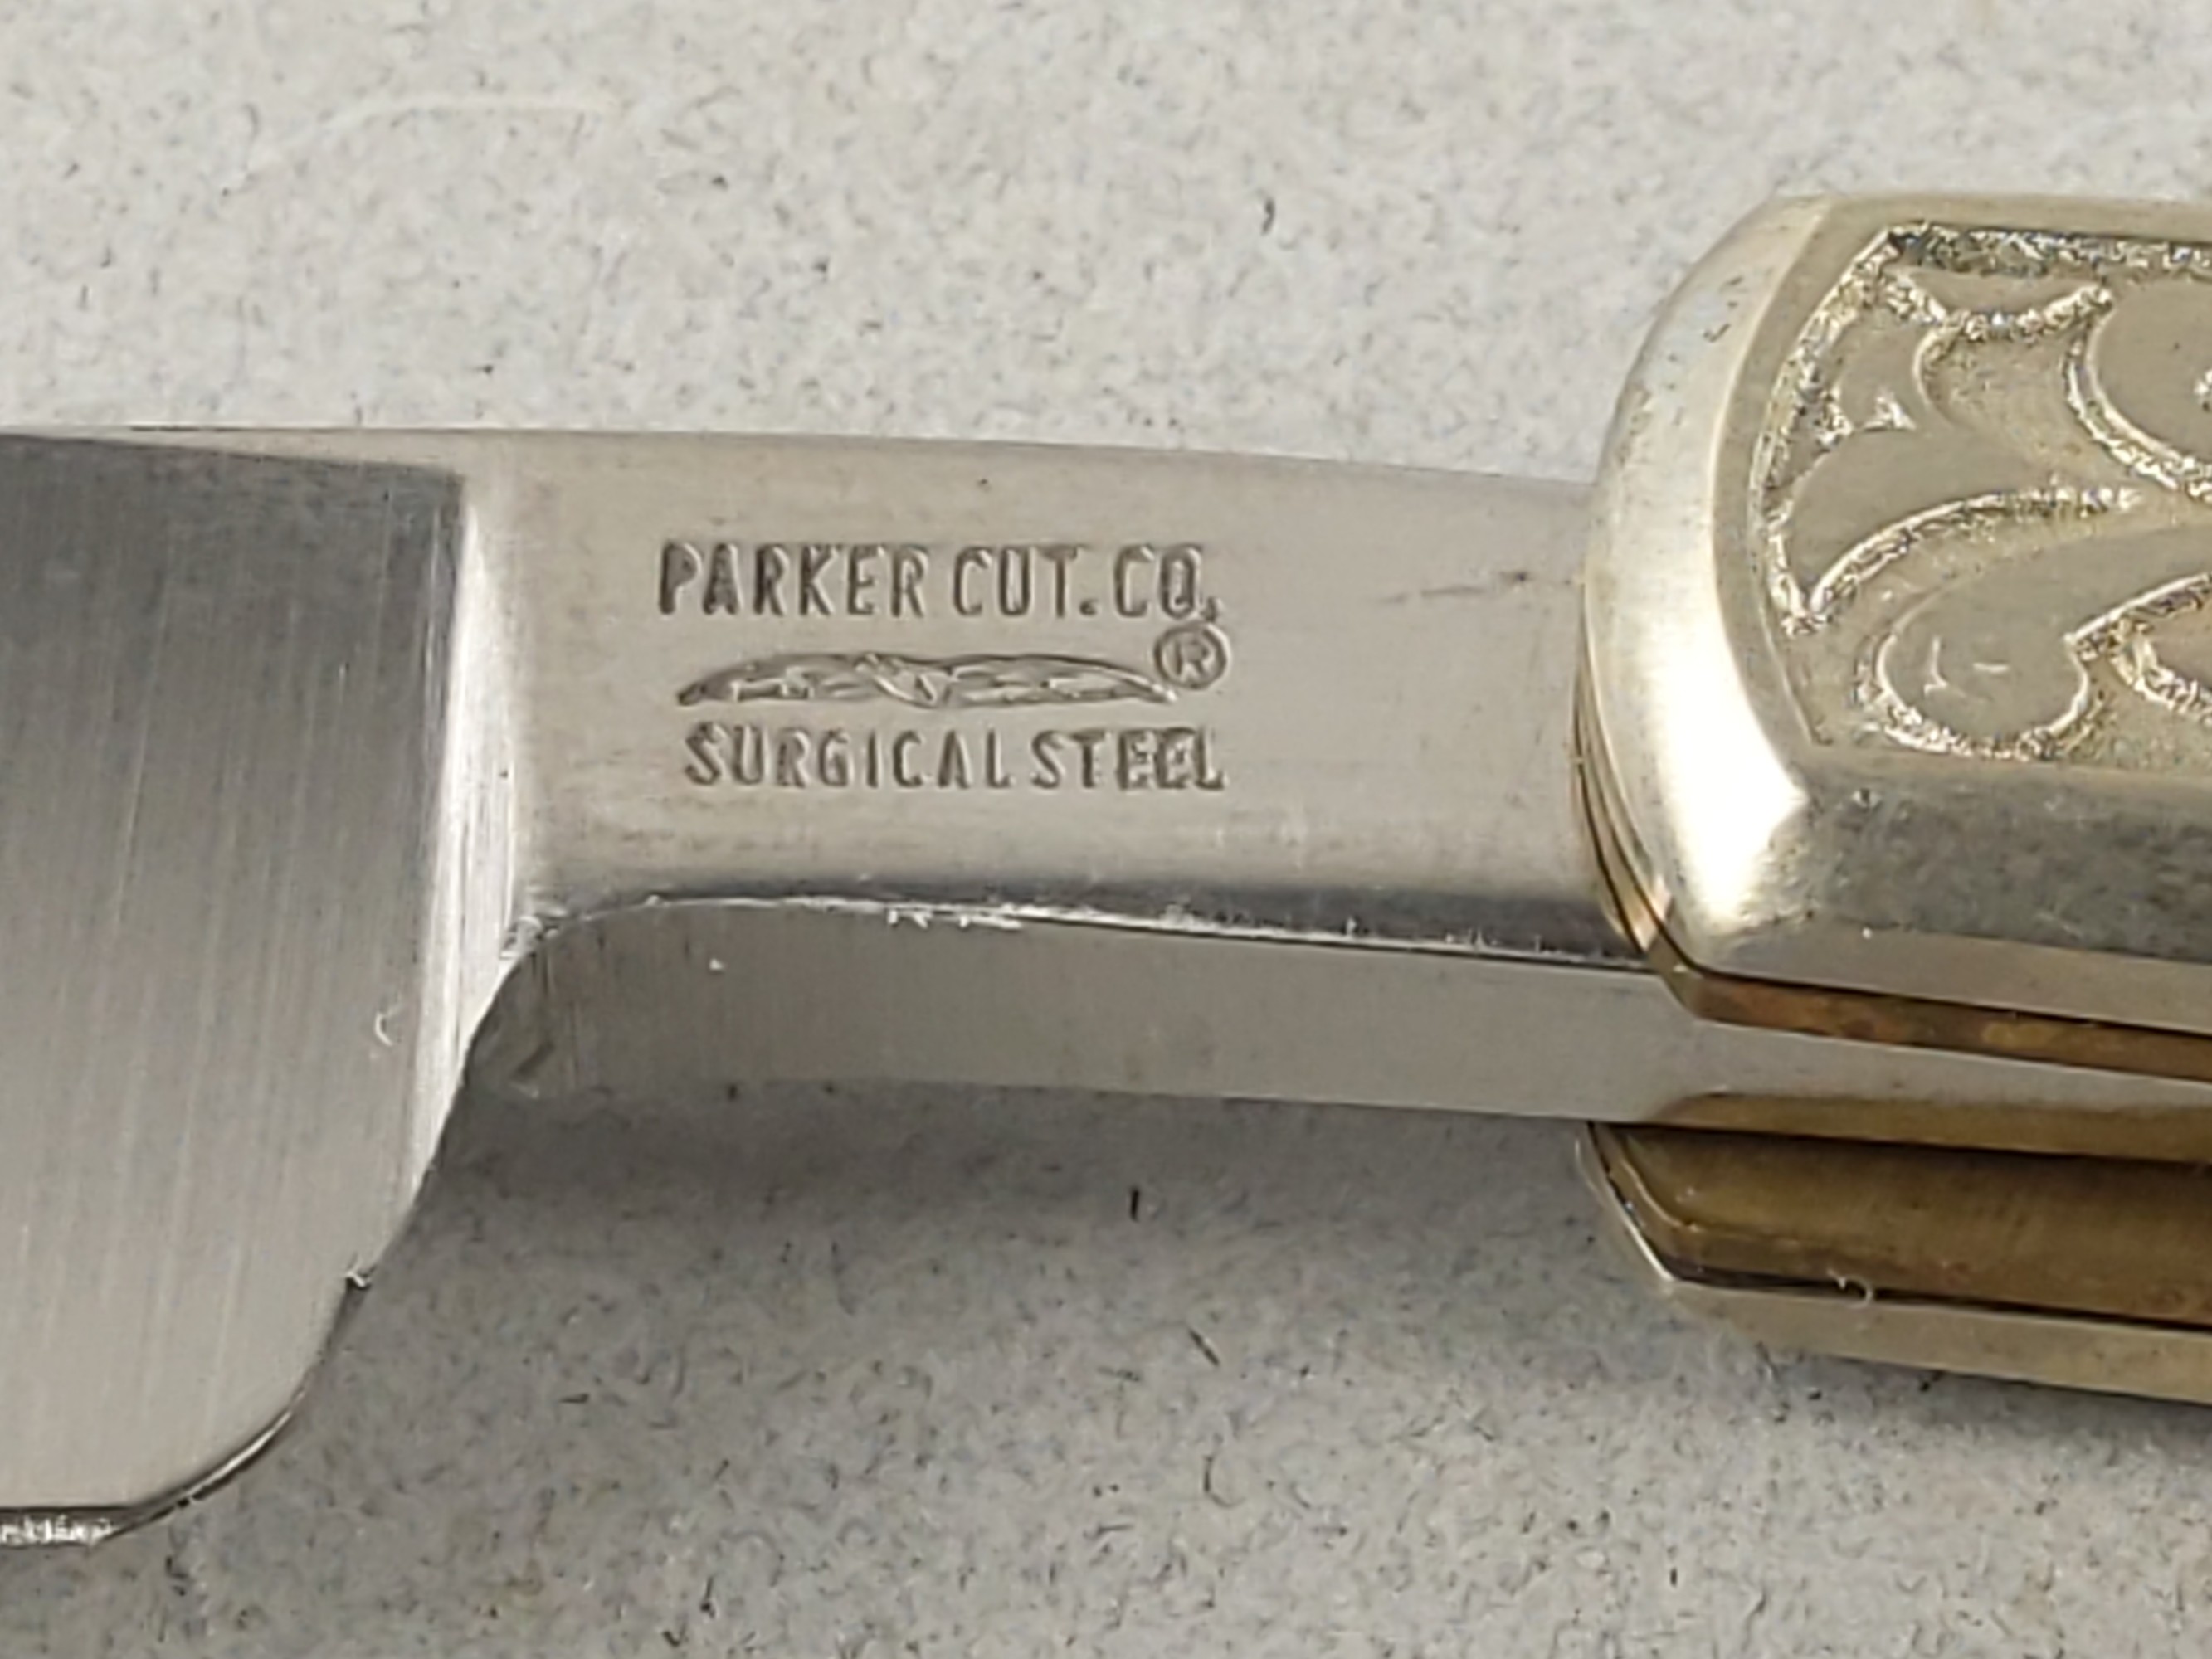 PARKER CUT. CO.
®
SURGICAL STEEL